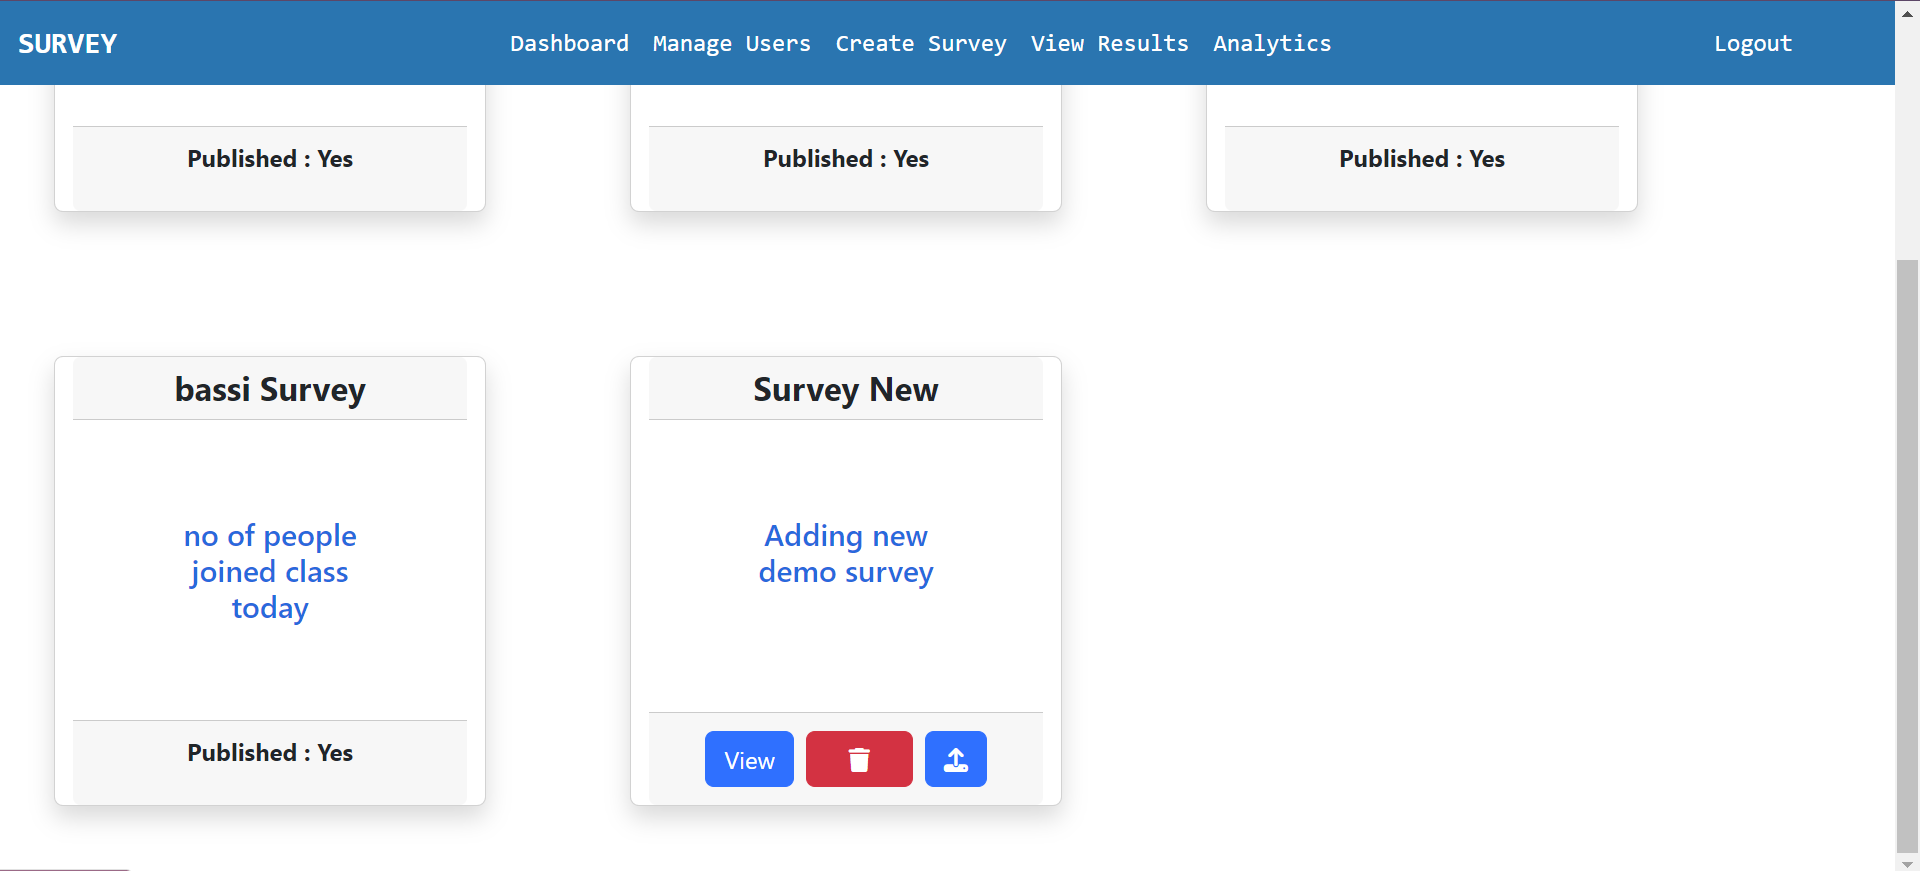 SURVEY Dashboard Manage Users Create Survey View Results Analytics Logout
Published : Yes Published : Yes Published : Yes
bassi Survey
no of people
joined class
today
Published : Yes
Survey New
Adding new
demo survey
View